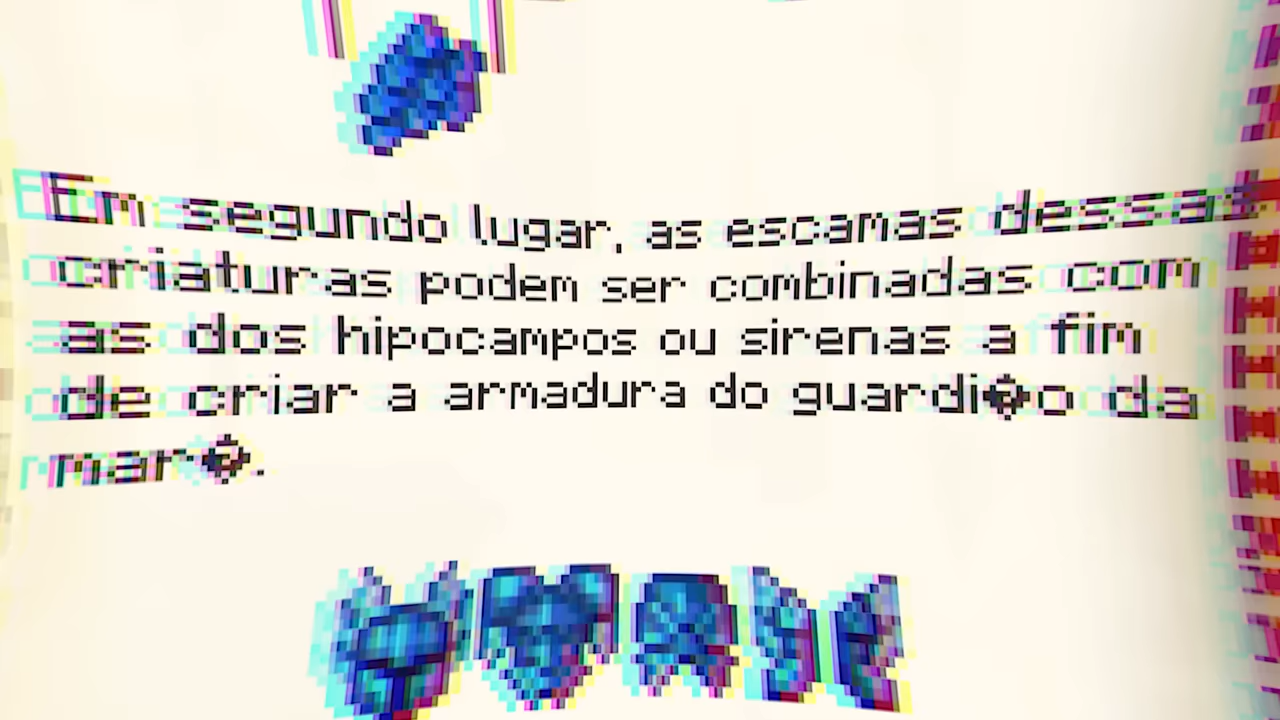 Em segundo lugar, as escamas dessas
criaturas podem ser combinadas com
as dos hipocampos ou sirenas a fim
de criar a armadura do guardi�o da
mar�.